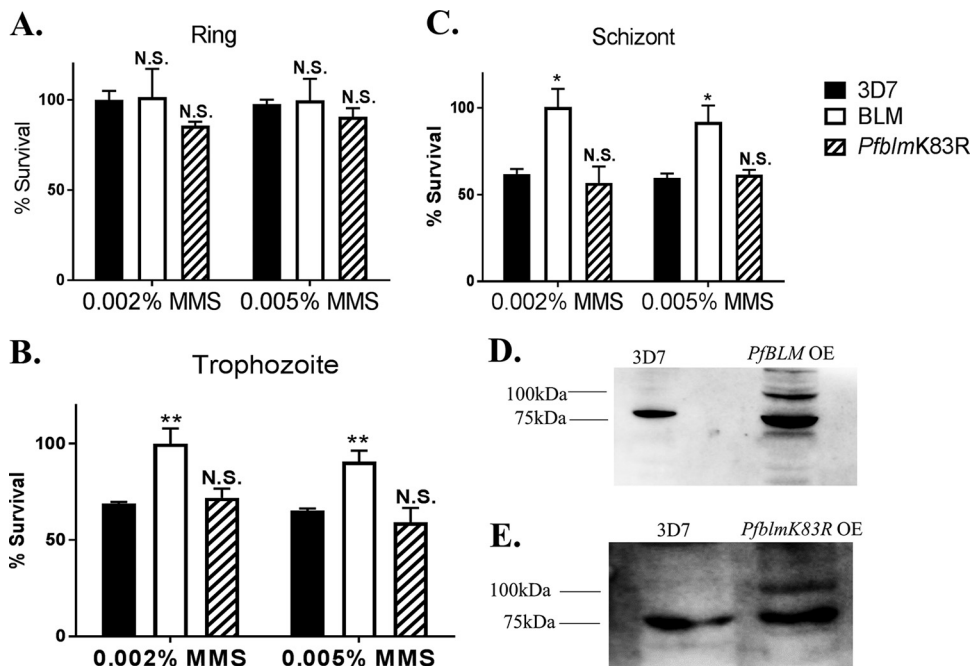 A.
Ring
% Survival
100
50
0
N.S.
N.S.
N.S.
N.S.
0.002% MMS
0.005% MMS
B.
Trophozoite
% Survival
100
50
0
**
N.S.
**
N.S.
0.002% MMS
0.005% MMS
C.
Schizont
% Survival
100
50
0
*
N.S.
*
N.S.
0.002% MMS
0.005% MMS
3D7
BLM
PfblmK83R
D.
3D7
PfBLM OE
100kDa
75kDa
E.
3D7
PfblmK83R OE
100kDa
75kDa